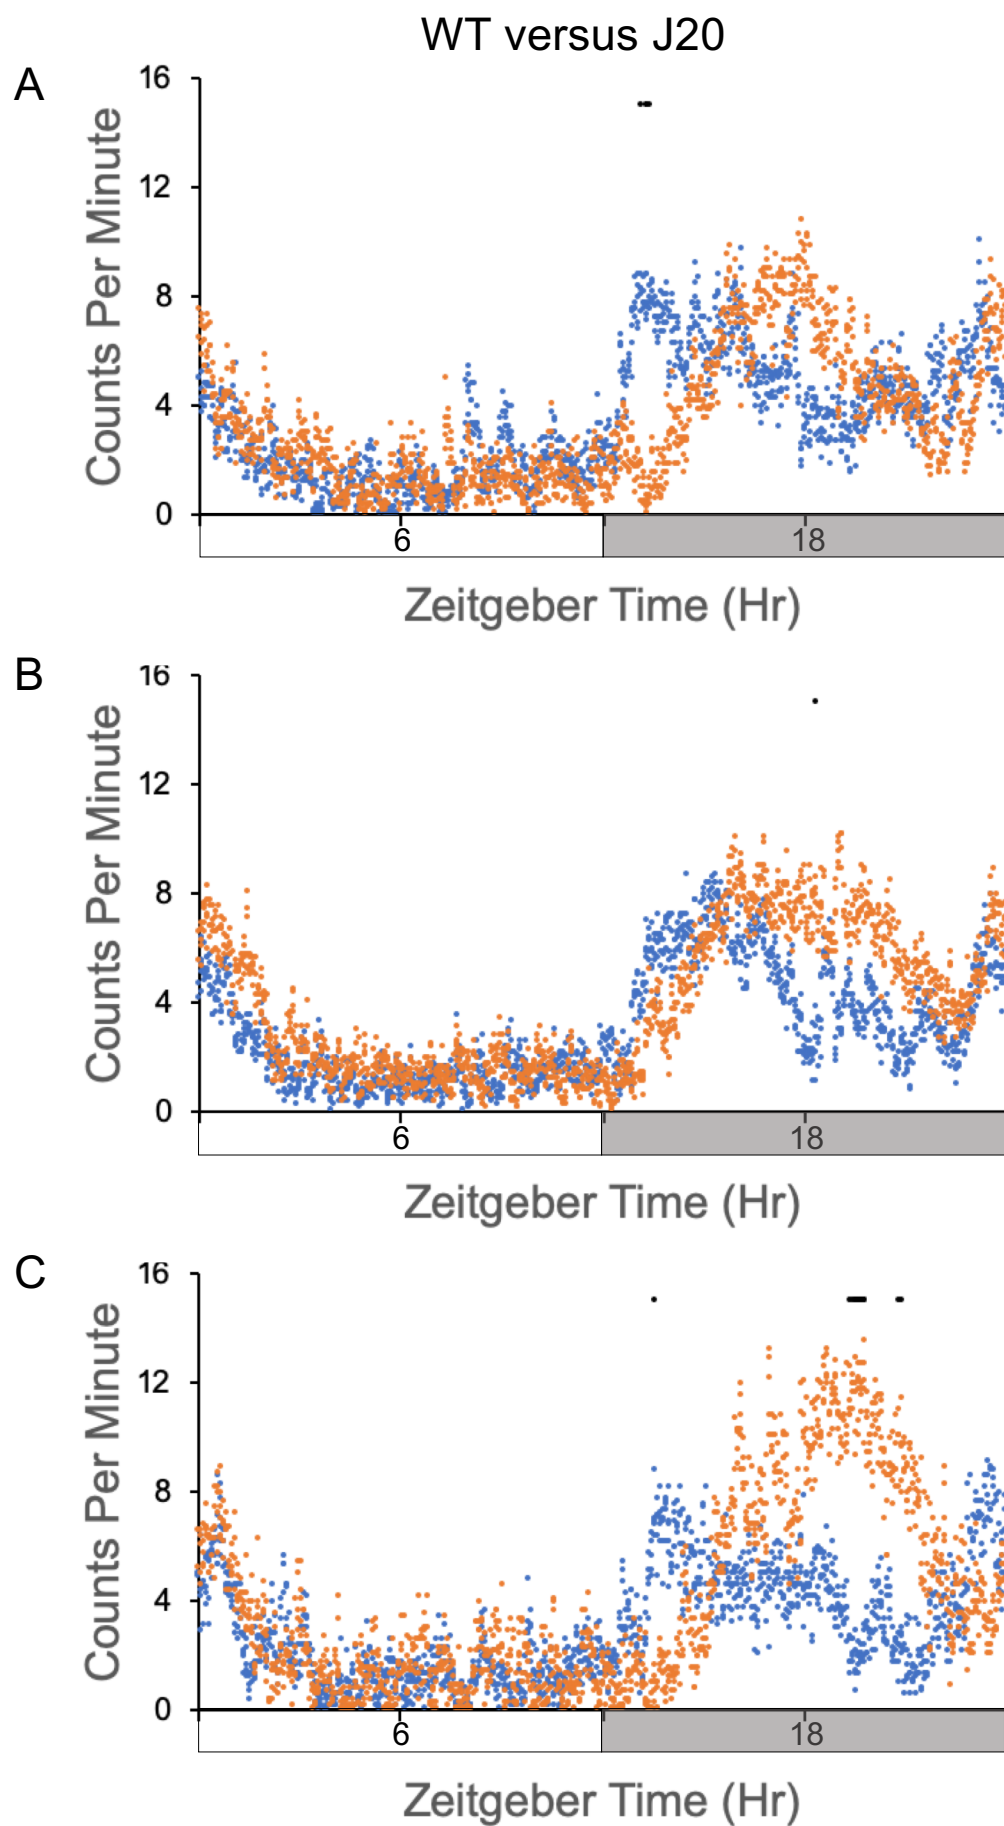 WT versus J20
A
16
12
8
4
0
Counts Per Minute
6
18
Zeitgeber Time (Hr)
B
16
12
8
4
0
Counts Per Minute
6
18
Zeitgeber Time (Hr)
C
16
12
8
4
0
Counts Per Minute
6
18
Zeitgeber Time (Hr)